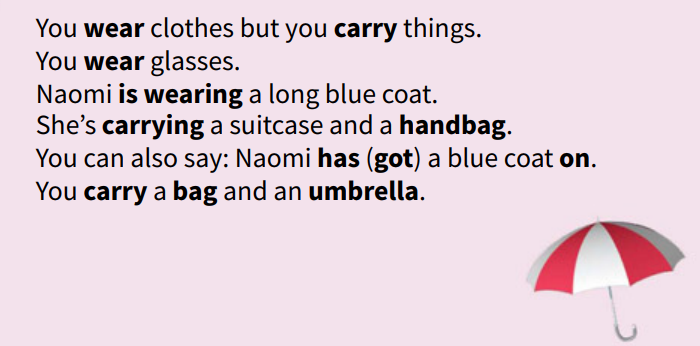 You wear clothes but you carry things.
You wear glasses.
Naomi is wearing a long blue coat.
She’s carrying a suitcase and a handbag.
You can also say: Naomi has (got) a blue coat on.
You carry a bag and an umbrella.